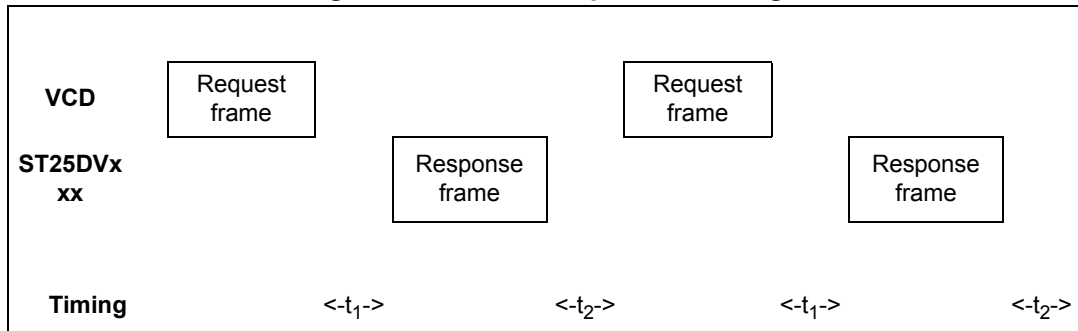 VCD
Request
frame
Request
frame
ST25DVx
xx
Response
frame
Response
frame
Timing
<-t1->
<-t2->
<-t1->
<-t2->